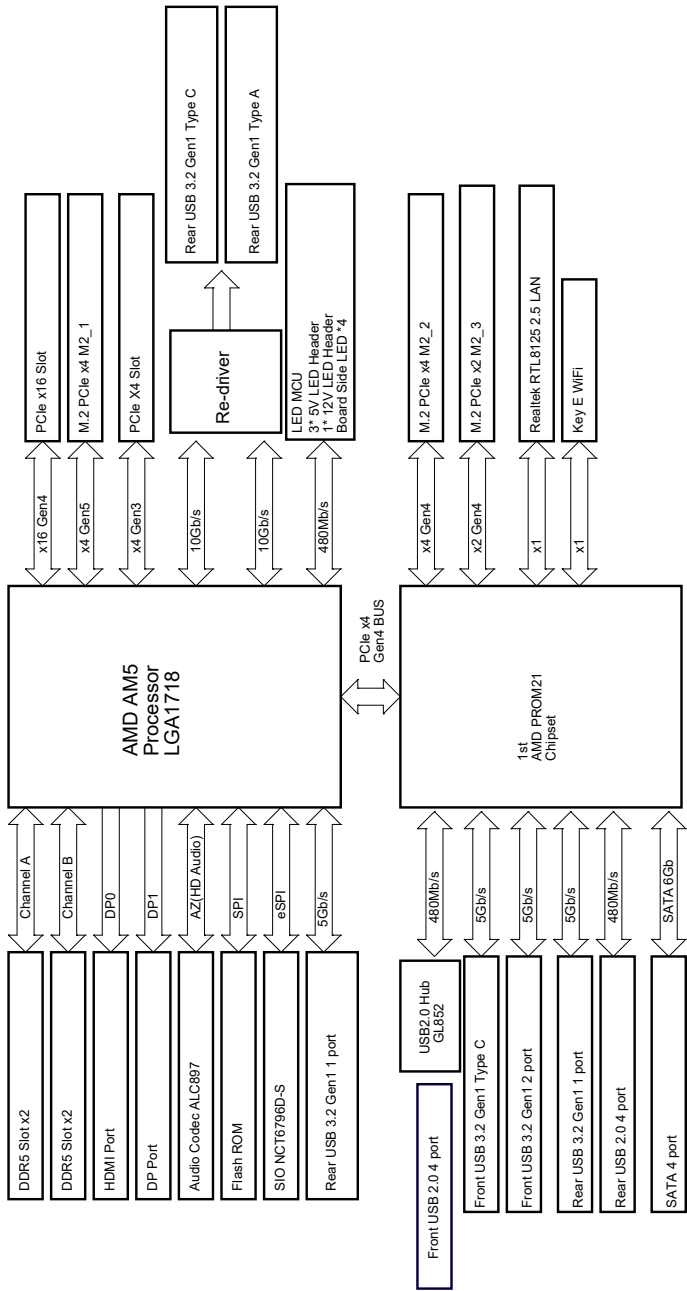 PCIe x16 Slot
x16 Gen4
M.2 PCIe x4 M2_1
x4 Gen5
PCIe X4 Slot
x4 Gen3
Rear USB 3.2 Gen1 Type C
Rear USB 3.2 Gen1 Type A
Re-driver
10Gb/s
10Gb/s
LED MCU
3* 5V LED Header
1* 12V LED Header
Board Side LED *4
480Mb/s
AMD AM5
Processor
LGA1718
Channel A
DDR5 Slot x2
Channel B
DDR5 Slot x2
DP0
HDMI Port
DP1
DP Port
AZ(HD Audio)
Audio Codec ALC897
SPI
Flash ROM
eSPI
SIO NCT6796D-S
5Gb/s
Rear USB 3.2 Gen1 1 port
PCIe x4
Gen4 BUS
M.2 PCIe x4 M2_2
x4 Gen4
M.2 PCIe x2 M2_3
x2 Gen4
Realtek RTL8125 2.5 LAN
x1
Key E WiFi
x1
1st
AMD PROM21
Chipset
480Mb/s
USB2.0 Hub
GL852
Front USB 2.0 4 port
5Gb/s
Front USB 3.2 Gen1 Type C
5Gb/s
Front USB 3.2 Gen1 2 port
5Gb/s
Rear USB 3.2 Gen1 1 port
480Mb/s
Rear USB 2.0 4 port
SATA 6Gb
SATA 4 port